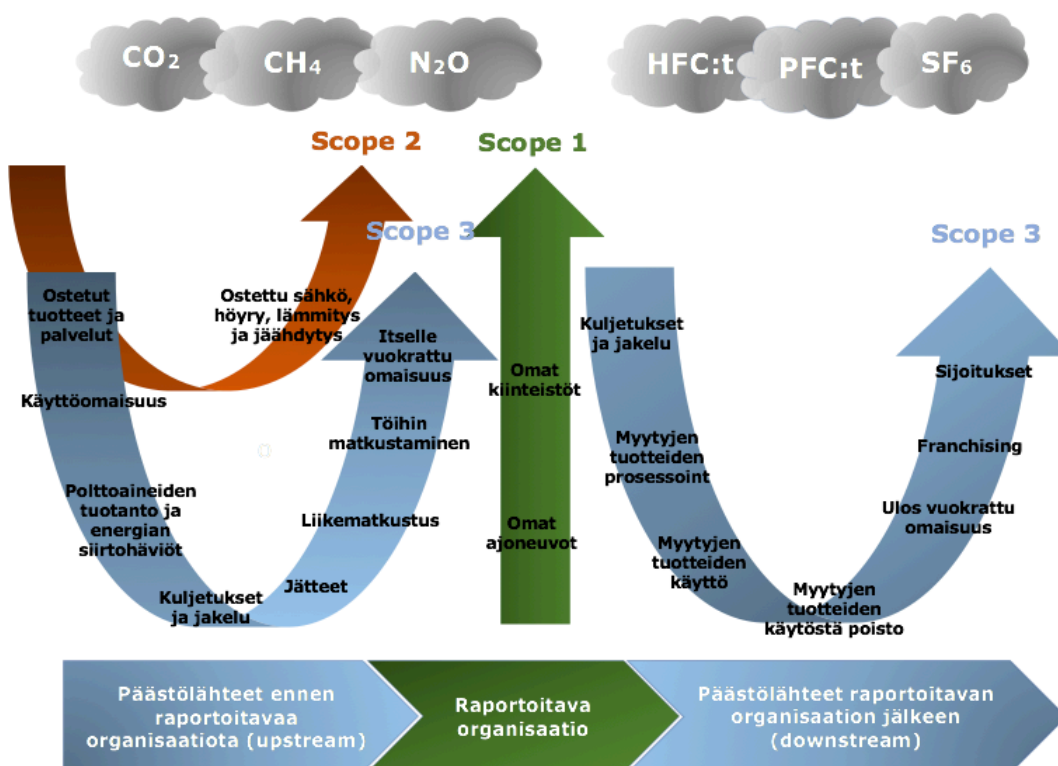 CO₂
CH₄
N₂O
HFC:t
PFC:t
SF₆
Scope 2
Scope 1
Scope 3
Scope 3
Ostetut
tuotteet ja
palvelut
Käyttöomaisuus
Polttoaineiden
tuotanto ja
energian
siirtohäviöt
Kuljetukset
ja jakelu
Jätteet
Liikematkustus
Töihin
matkustaminen
Itselle
vuokrattu
omaisuus
Ostettu sähkö,
höyry, lämmitys
ja jäähdytys
Omat
kiinteistöt
Omat
ajoneuvot
Kuljetukset
ja jakelu
Myytyjen
tuotteiden
prosessoint
Myytyjen
tuotteiden
käyttö
Myytyjen
tuotteiden
käytöstä poisto
Ulos vuokrattu
omaisuus
Franchising
Sijoitukset
Päästölähteet ennen
raportoitavaa
organisaatiota (upstream)
Raportoitava
organisaatio
Päästölähteet raportoitavan
organisaation jälkeen
(downstream)